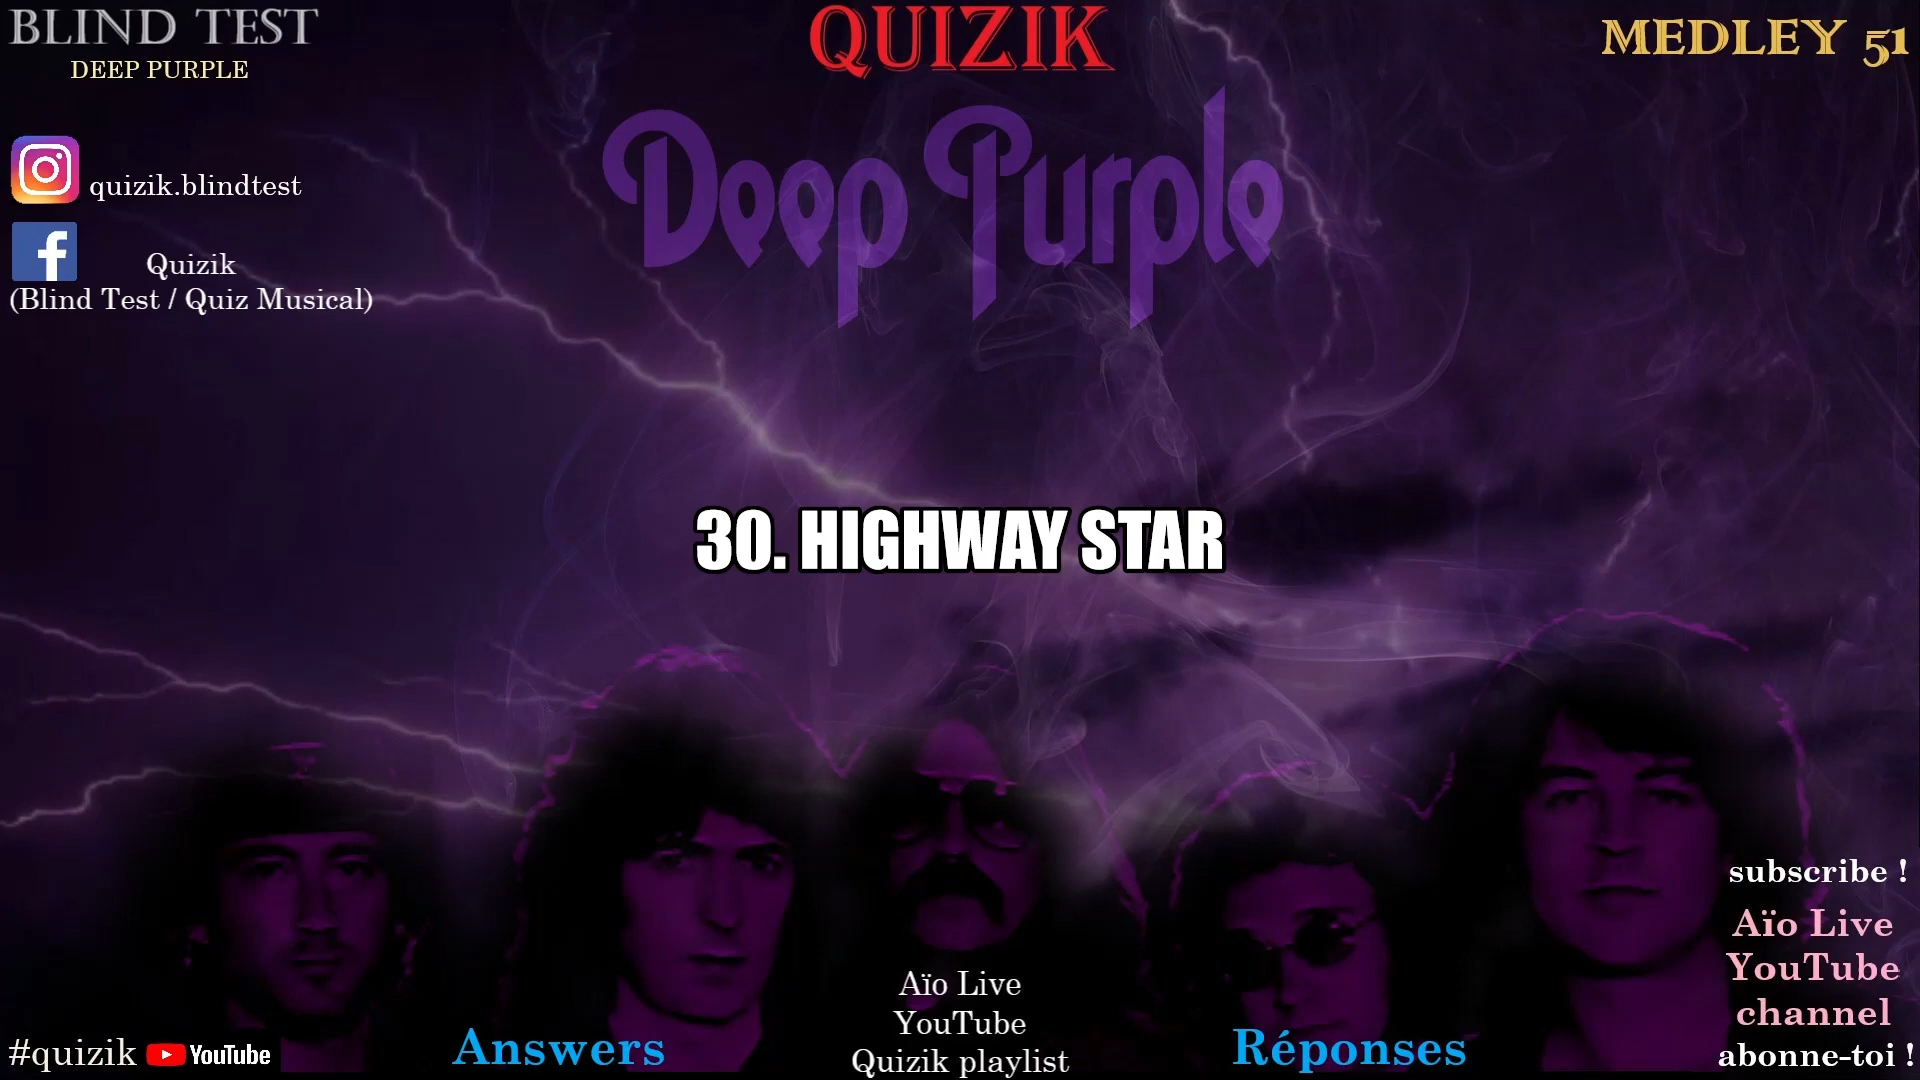 BLIND TEST
DEEP PURPLE
QUIZIK
MEDLEY 51
Deep Purple
quizik.blindtest
Quizik
(Blind Test / Quiz Musical)
30. HIGHWAY STAR
subscribe !
Aïo Live
YouTube
channel
abonne-toi !
Aïo Live
YouTube
Quizik playlist
#quizik YouTube
Answers
Réponses